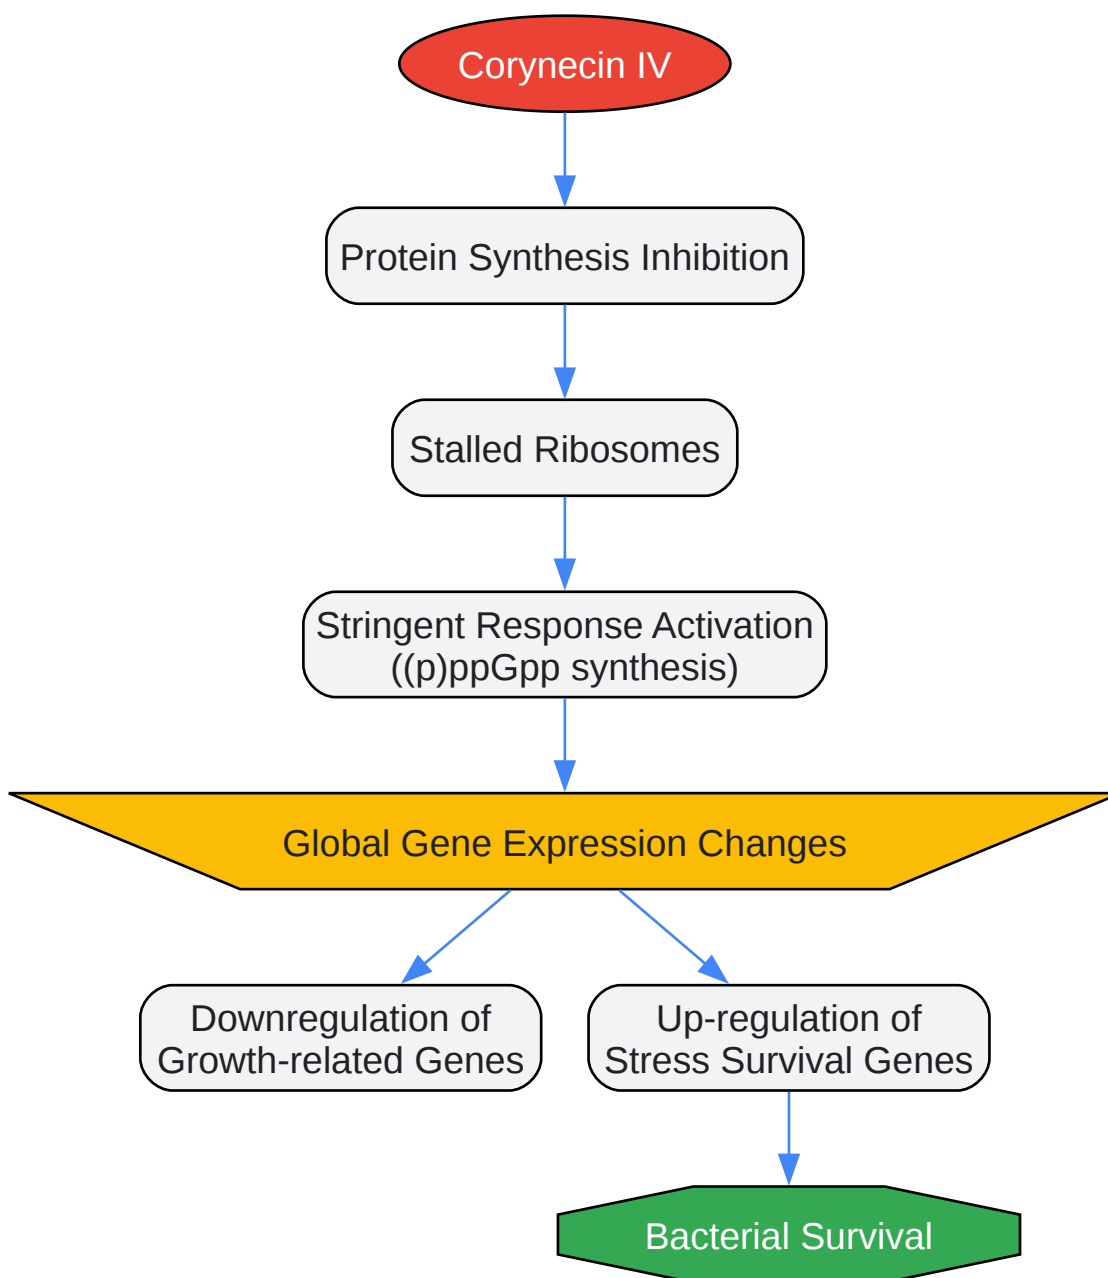 Corynecin IV
Protein Synthesis Inhibition
Stalled Ribosomes
Stringent Response Activation
((p)ppGpp synthesis)
Global Gene Expression Changes
Downregulation of
Growth-related Genes
Up-regulation of
Stress Survival Genes
Bacterial Survival